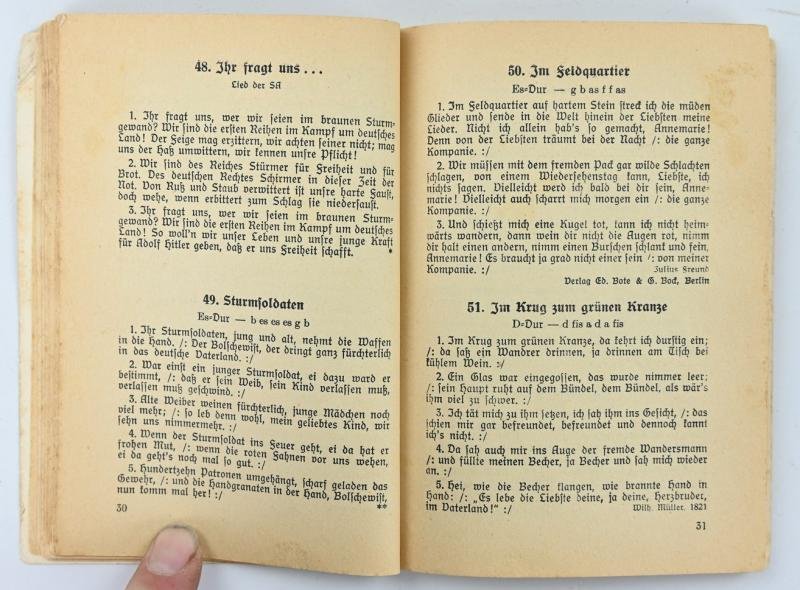 48. Ihr fragt uns...
Lied der SA
1. Ihr fragt uns, wer wir seien im braunen Sturm-
gewand? Wir sind die ersten Reihen im Kampf um deutsches
Land! Der Feige mag erzittern, wir achten seiner nicht; mag
uns der Haß umwittern, wir kennen unsre Pflicht!
2. Wir sind des Reiches Stürmer für Freiheit und für
Brot. Des deutschen Rechtes Schirmer in dieser Zeit der
Not. Von Ruß und Staub verwittert ist unsre harte Faust,
doch wehe, wenn erbittert zum Schlag sie niedersaust.
3. Ihr fragt uns, wer wir seien im braunen Sturm-
gewand? Wir sind die ersten Reihen im Kampf um deutsches
Land! So woll'n wir unser Leben und unsre junge Kraft
für Adolf Hitler geben, daß er uns Freiheit schafft. *
49. Sturmsoldaten
Es=Dur — b es es es g b
1. Ihr Sturmsoldaten, jung und alt, nehmt die Waffen
in die Hand. /: Der Bolschewist, der dringt ganz fürchterlich
in das deutsche Vaterland. :/
2. War einst ein junger Sturmsoldat, ei dazu ward er
bestimmt, /: daß er sein Weib, sein Kind verlassen muß,
verlassen muß geschwind. :/
3. Alte Weiber weinen fürchterlich, junge Mädchen noch
viel mehr; /: so leb denn wohl, mein geliebtes Kind, wir
sehn uns nimmermehr. :/
4. Wenn der Sturmsoldat ins Feuer geht, ei da hat er
frohen Mut, /: wenn die roten Fahnen vor uns wehen,
ei da geht's noch mal so gut. :/
5. Hundertzehn Patronen umgehängt, scharf geladen das
Gewehr, /: und die Handgranaten in der Hand, Bolschewist,
nun komm mal her! :/ **
30
50. Im Feldquartier
Es=Dur — g b as f f as
1. Im Feldquartier auf hartem Stein streck ich die müden
Glieder und sende in die Welt hinein der Liebsten meine
Lieder. Nicht ich allein hab's so gemacht, Annemarie!
Denn von der Liebsten träumt bei der Nacht /: die ganze
Kompanie. :/
2. Wir müssen mit dem fremden Pack gar wilde Schlachten
schlagen, von einem Wiedersehenstag kann, Liebste, ich
nichts sagen. Vielleicht werd ich bald bei dir sein, Anne-
marie! Vielleicht auch scharrt mich morgen ein /: die ganze
Kompanie. :/
3. Und schießt mich eine Kugel tot, kann ich nicht heim-
wärts wandern, dann wein dir nicht die Augen rot, nimm
dir halt einen andern, nimm einen Burschen schlank und fein,
Annemarie! Es braucht ja grad nicht einer sein /: von meiner
Kompanie. :/ Julius Freund
Verlag Ed. Bote & G. Bock, Berlin
51. Im Krug zum grünen Kranze
D=Dur — d fis a d a fis
1. Im Krug zum grünen Kranze, da kehrt ich durstig ein;
/: da saß ein Wandrer drinnen, ja drinnen am Tisch bei
kühlem Wein. :/
2. Ein Glas war eingegossen, das wurde nimmer leer;
/: sein Haupt ruht auf dem Bündel, dem Bündel, als wär's
ihm viel zu schwer. :/
3. Ich tät mich zu ihm setzen, ich sah ihm ins Gesicht, /: das
schien mir gar befreundet, befreundet und dennoch kannt
ich's nicht. :/
4. Da sah auch mir ins Auge der fremde Wandersmann
/: und füllte meinen Becher, ja Becher und sah mich wieder
an. :/
5. Hei, wie die Becher klangen, wie brannte Hand in
Hand: /: „Es lebe die Liebste deine, ja deine, Herzbruder,
im Vaterland!" :/ Wilh. Müller, 1821
31